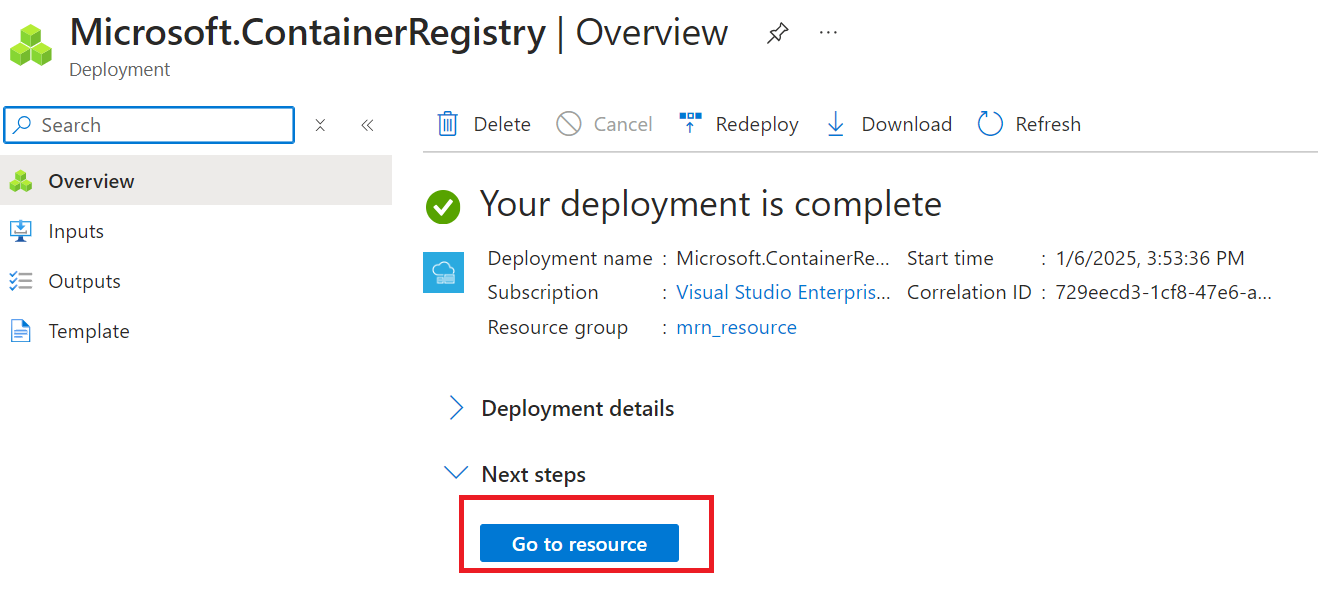 Microsoft.ContainerRegistry | Overview
Deployment
Search
Overview
Inputs
Outputs
Template
Delete
Cancel
Redeploy
Download
Refresh
Your deployment is complete
Deployment name : Microsoft.ContainerRe...
Start time : 1/6/2025, 3:53:36 PM
Subscription : Visual Studio Enterpris...
Correlation ID : 729eecd3-1cf8-47e6-a...
Resource group : mrn_resource
Deployment details
Next steps
Go to resource